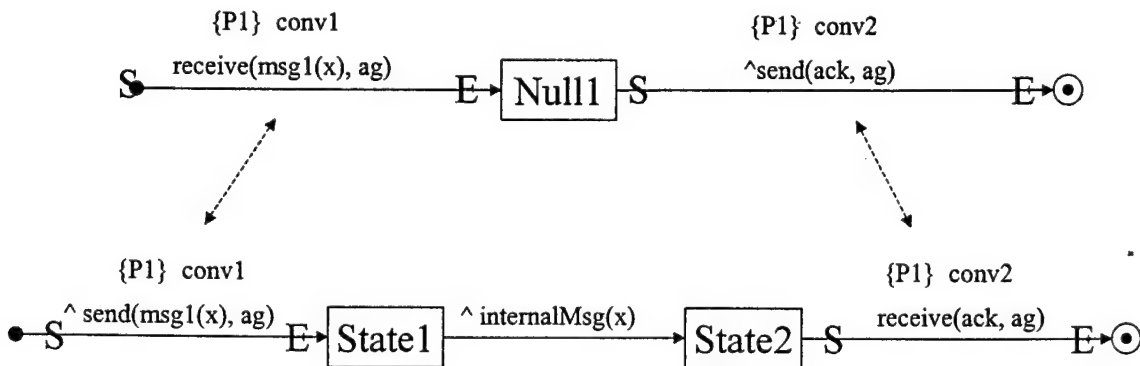 {P1} conv1 {P1} conv2
receive(msg1(x), ag) ^send(ack, ag)
S E Null1 S E
{P1} conv1 {P1} conv2
^ send(msg1(x), ag) ^ internalMsg(x) receive(ack, ag)
S E State1 State2 S E